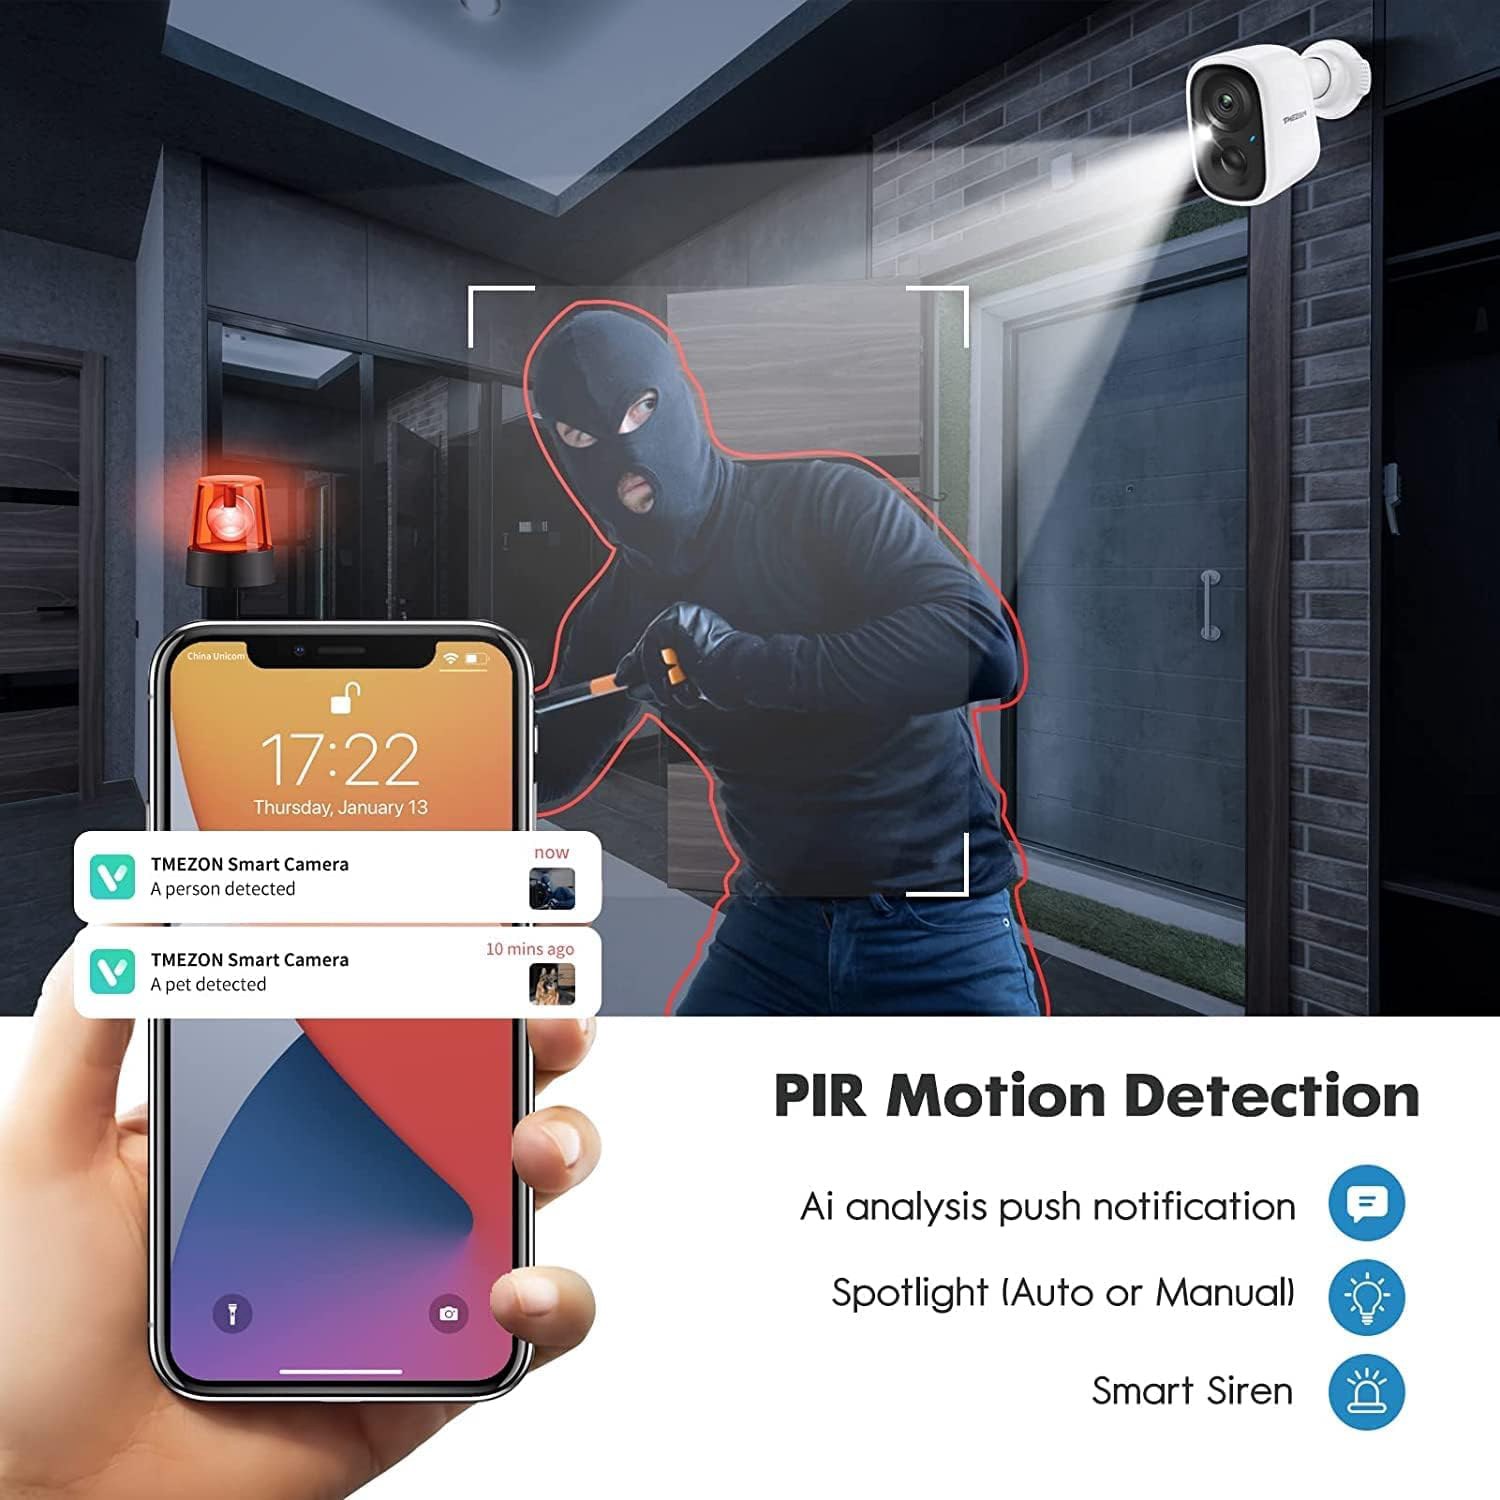 TMEZON
China Unicom
17:22
Thursday, January 13
TMEZON Smart Camera
now
A person detected
TMEZON Smart Camera
10 mins ago
A pet detected
PIR Motion Detection
Ai analysis push notification
Spotlight (Auto or Manual)
Smart Siren